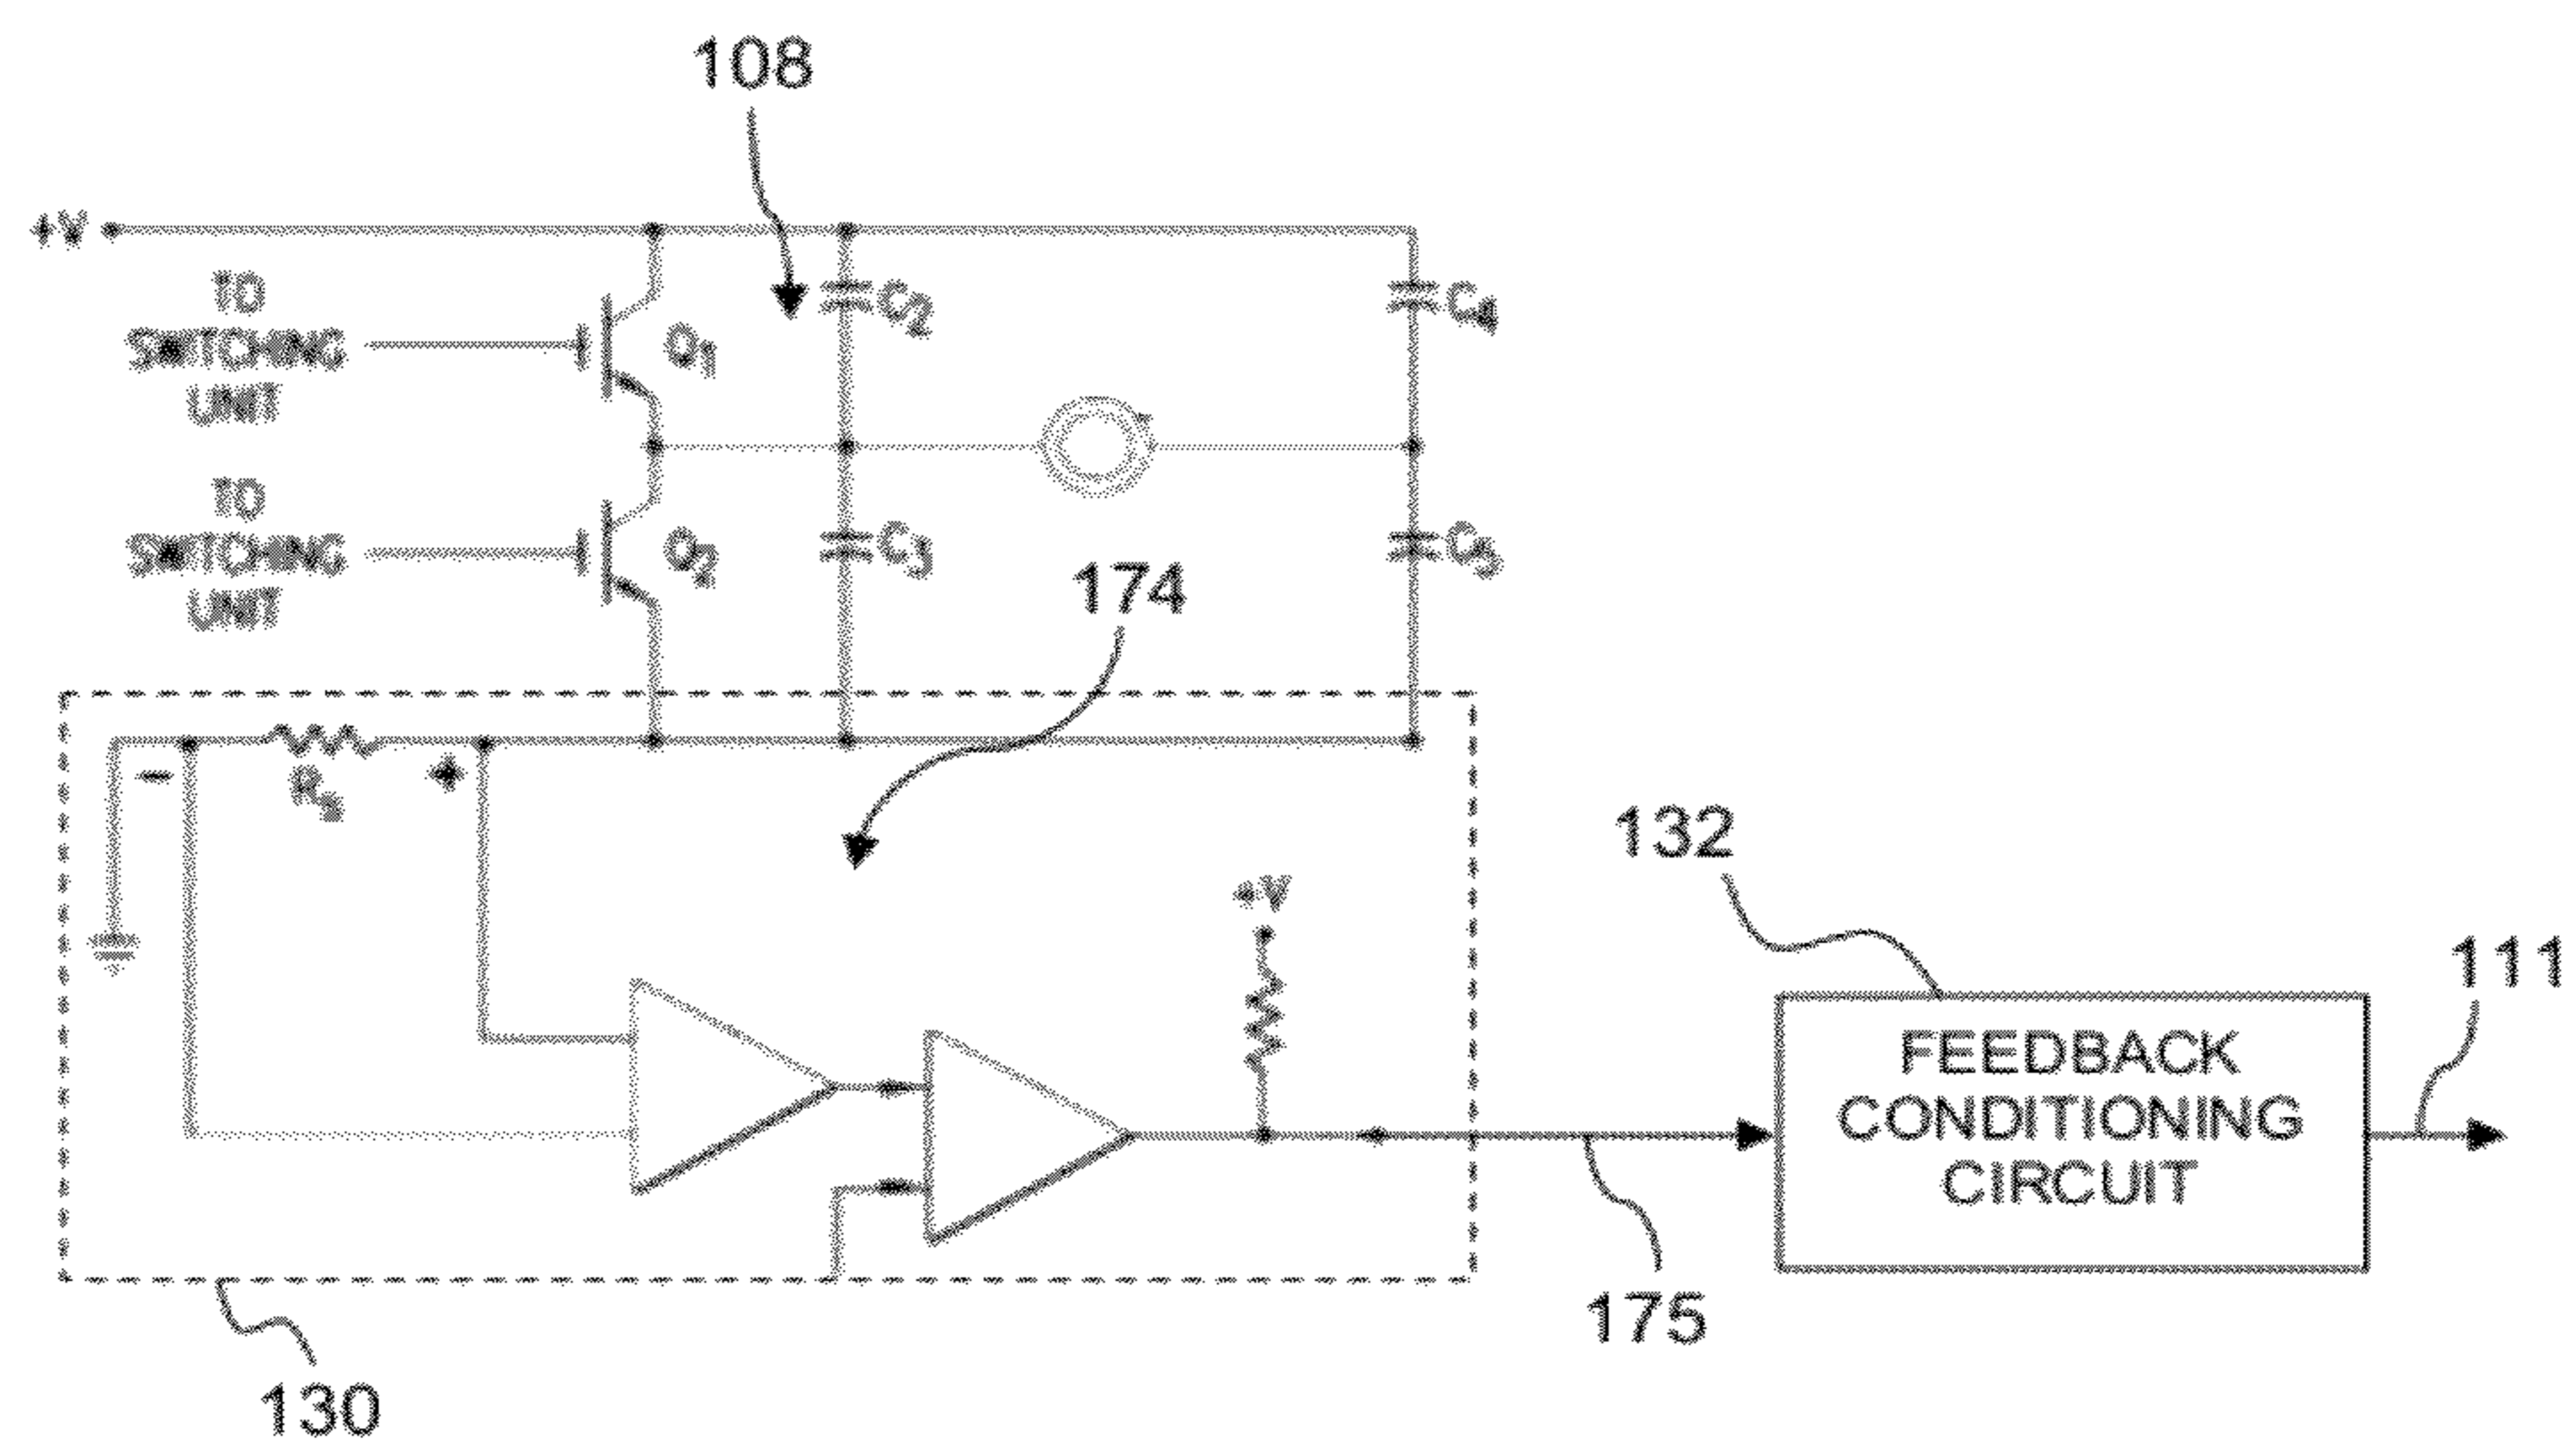 108
+V
TO
SWITCHING
UNIT
Q1
C2
C4
TO
SWITCHING
UNIT
Q2
C3
C5
174
- Rs +
132
+V
111
FEEDBACK
CONDITIONING
CIRCUIT
175
130